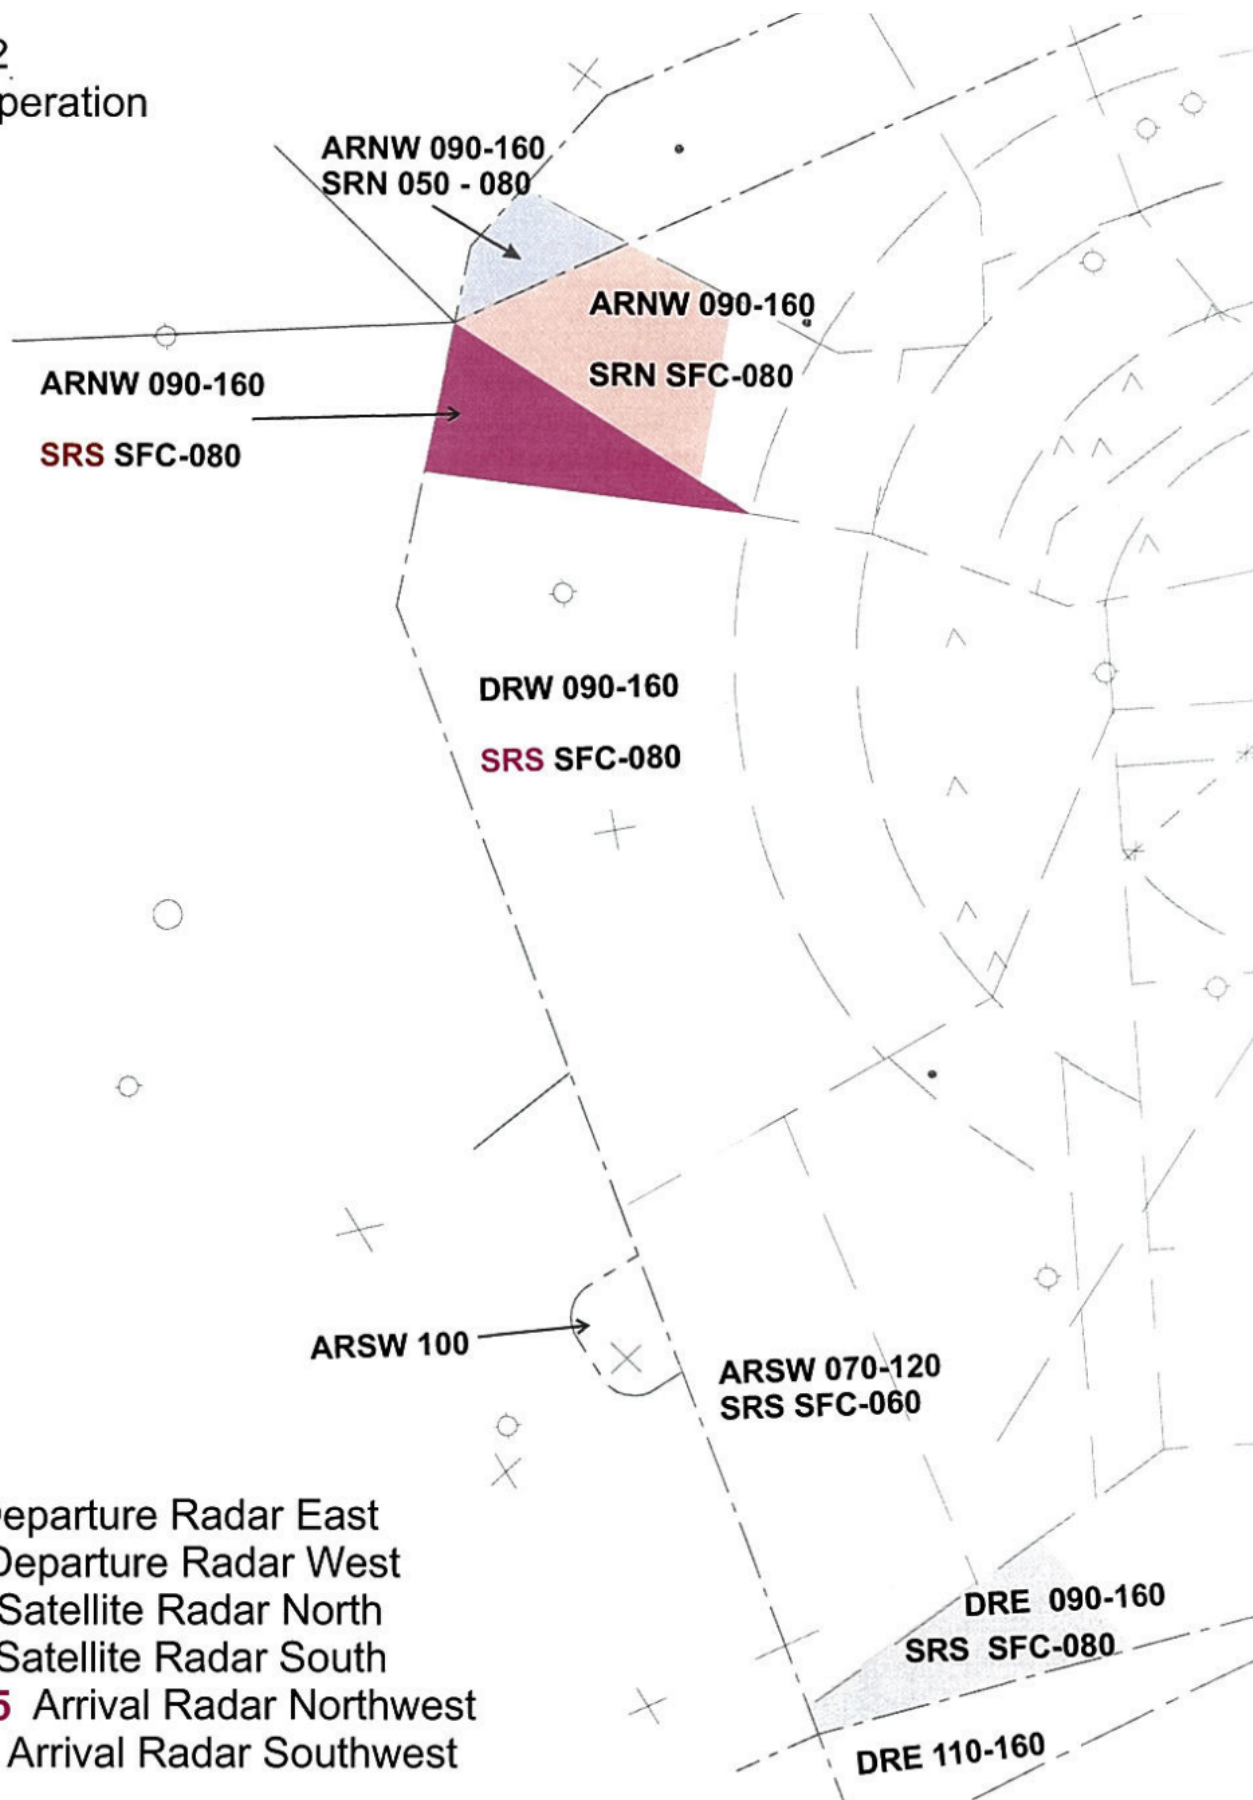 2
peration
ARNW 090-160
SRN 050 - 080
ARNW 090-160
SRN SFC-080
ARNW 090-160
SRS SFC-080
DRW 090-160
SRS SFC-080
ARSW 100
ARSW 070-120
SRS SFC-060
eparture Radar East
Departure Radar West
Satellite Radar North
Satellite Radar South
5 Arrival Radar Northwest
Arrival Radar Southwest
DRE 090-160
SRS SFC-080
DRE 110-160